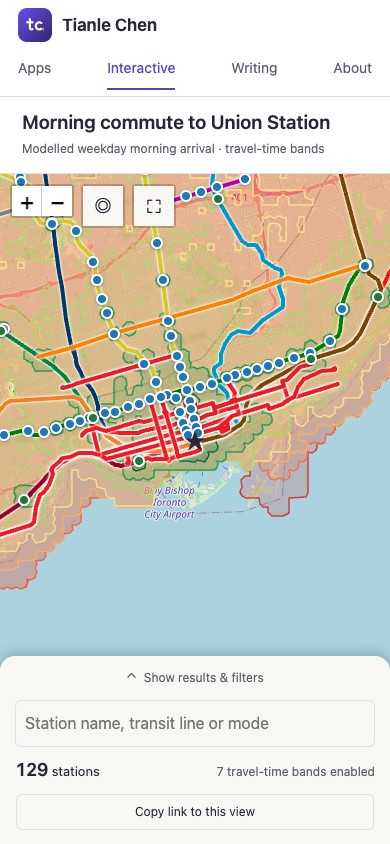 tc
Tianle Chen
Apps Interactive Writing About
Morning commute to Union Station
Modelled weekday morning arrival · travel-time bands
+ −
Billy Bishop
Toronto
City Airport
Show results & filters
Station name, transit line or mode
129 stations
7 travel-time bands enabled
Copy link to this view